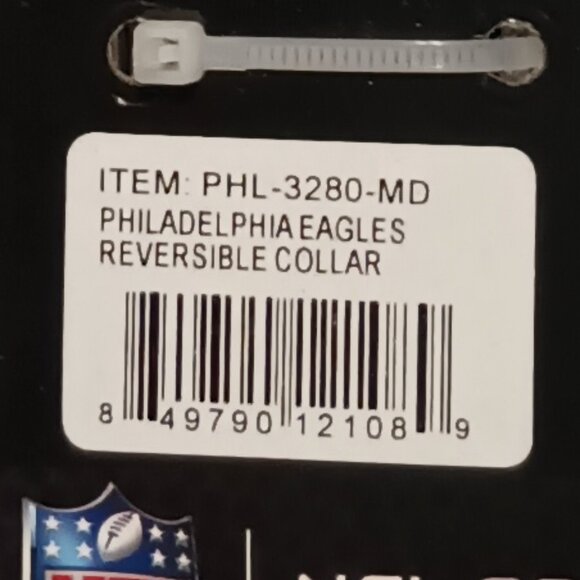 ITEM: PHL-3280-MD
PHILADELPHIA EAGLES
REVERSIBLE COLLAR
8 49790 12108 9